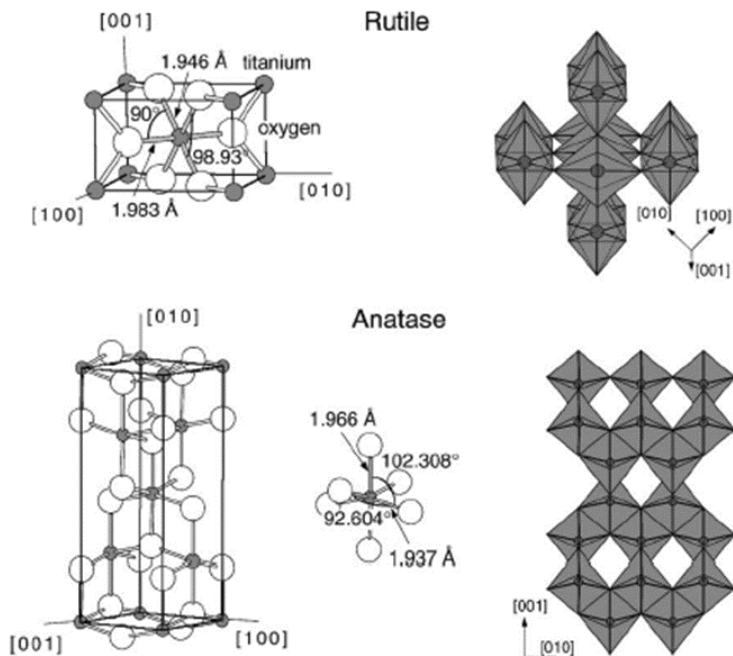 Rutile
[001]
1.946 Å
titanium
90°
oxygen
98.93°
[010]
[100]
1.983 Å
[010]
[100]
[001]
Anatase
[010]
1.966 Å
102.308°
92.604°
1.937 Å
[001]
[100]
[001]
[010]